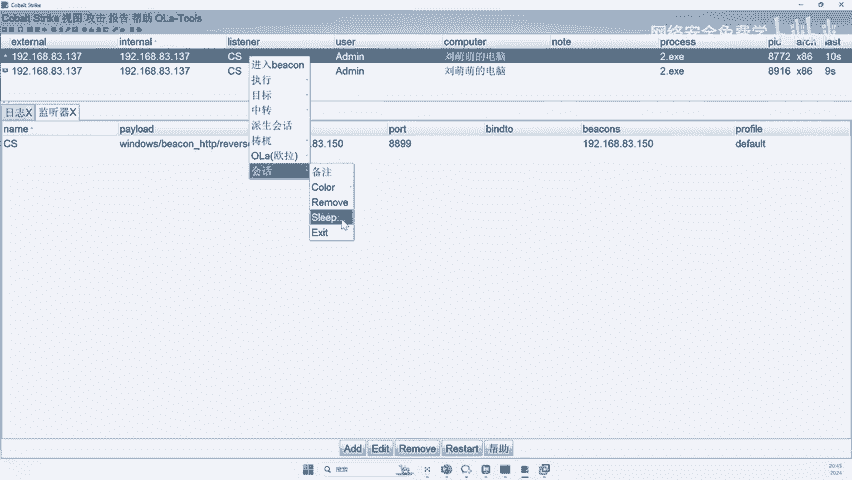 Cobalt Strike
Cobalt Strike 视图 攻击 报告 帮助 OLa-Tools
网络安全免费学
external internal listener user computer note process pid arch last
192.168.83.137 192.168.83.137 CS Admin 刘萌萌的电脑 2.exe 8772 x86 10s
192.168.83.137 192.168.83.137 Admin 刘萌萌的电脑 2.exe 8916 x86 9s
进入beacon
执行
目标
中转
派生会话
OLa(欧拉)
会话
备注
Color
Remove
Sleep
Exit
日志X 监听器X
name payload port bindto beacons profile
CS windows/beacon_http/revers 83.150 8899 192.168.83.150 default
Add Edit Remove Restart 帮助
搜索
20:45
2024